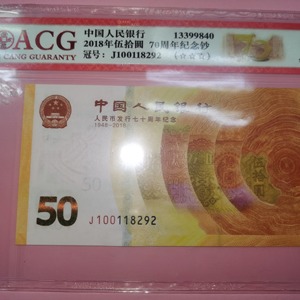 ACG
CANG GUARANTY
中国人民银行 13399840
2018年伍拾圆 70周年纪念钞
冠号: J100118292 (☆☆☆)
中国人民银行
人民币发行七十周年纪念
1948-2018
50
50
J100118292
伍拾圆